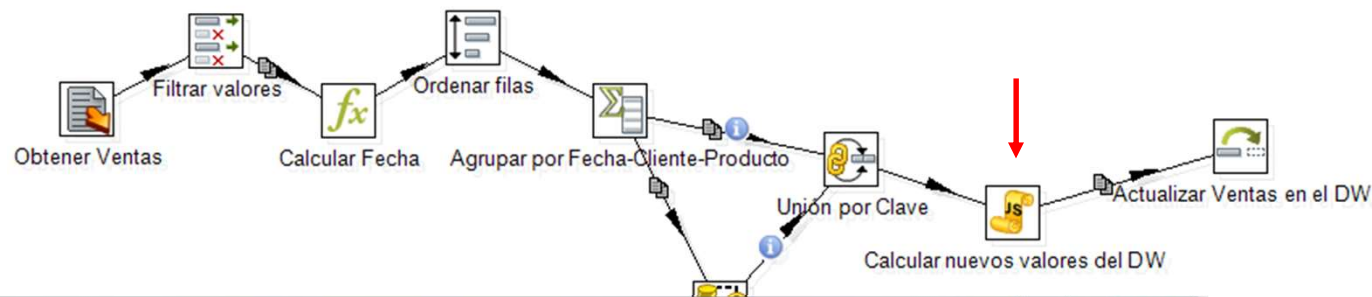 Obtener Ventas
Filtrar valores
Calcular Fecha
Ordenar filas
Agrupar por Fecha-Cliente-Producto
Unión por Clave
JS
Calcular nuevos valores del DW
Actualizar Ventas en el DW